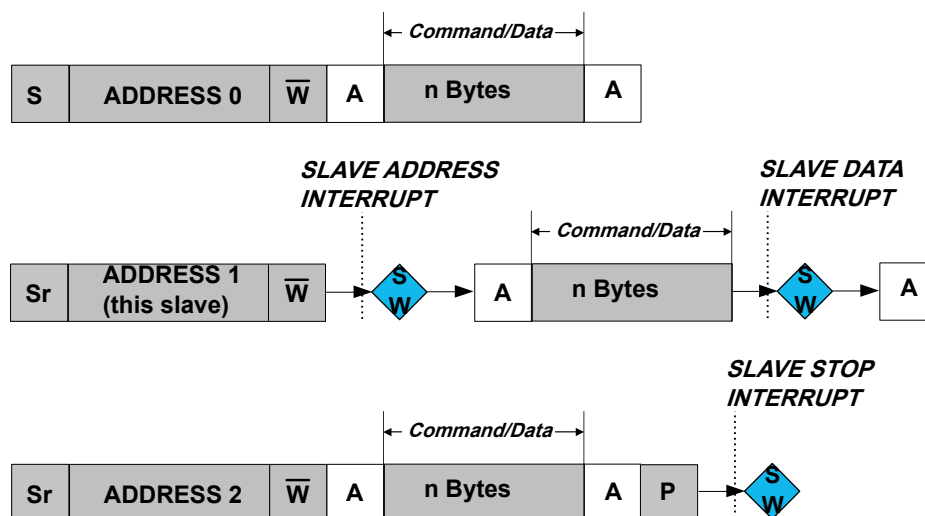 Command/Data
S ADDRESS 0 W̅ A n Bytes A
SLAVE ADDRESS
INTERRUPT
SLAVE DATA
INTERRUPT
Command/Data
Sr ADDRESS 1
(this slave) W̅ S
W A n Bytes S
W A
SLAVE STOP
INTERRUPT
Command/Data
Sr ADDRESS 2 W̅ A n Bytes A P S
W